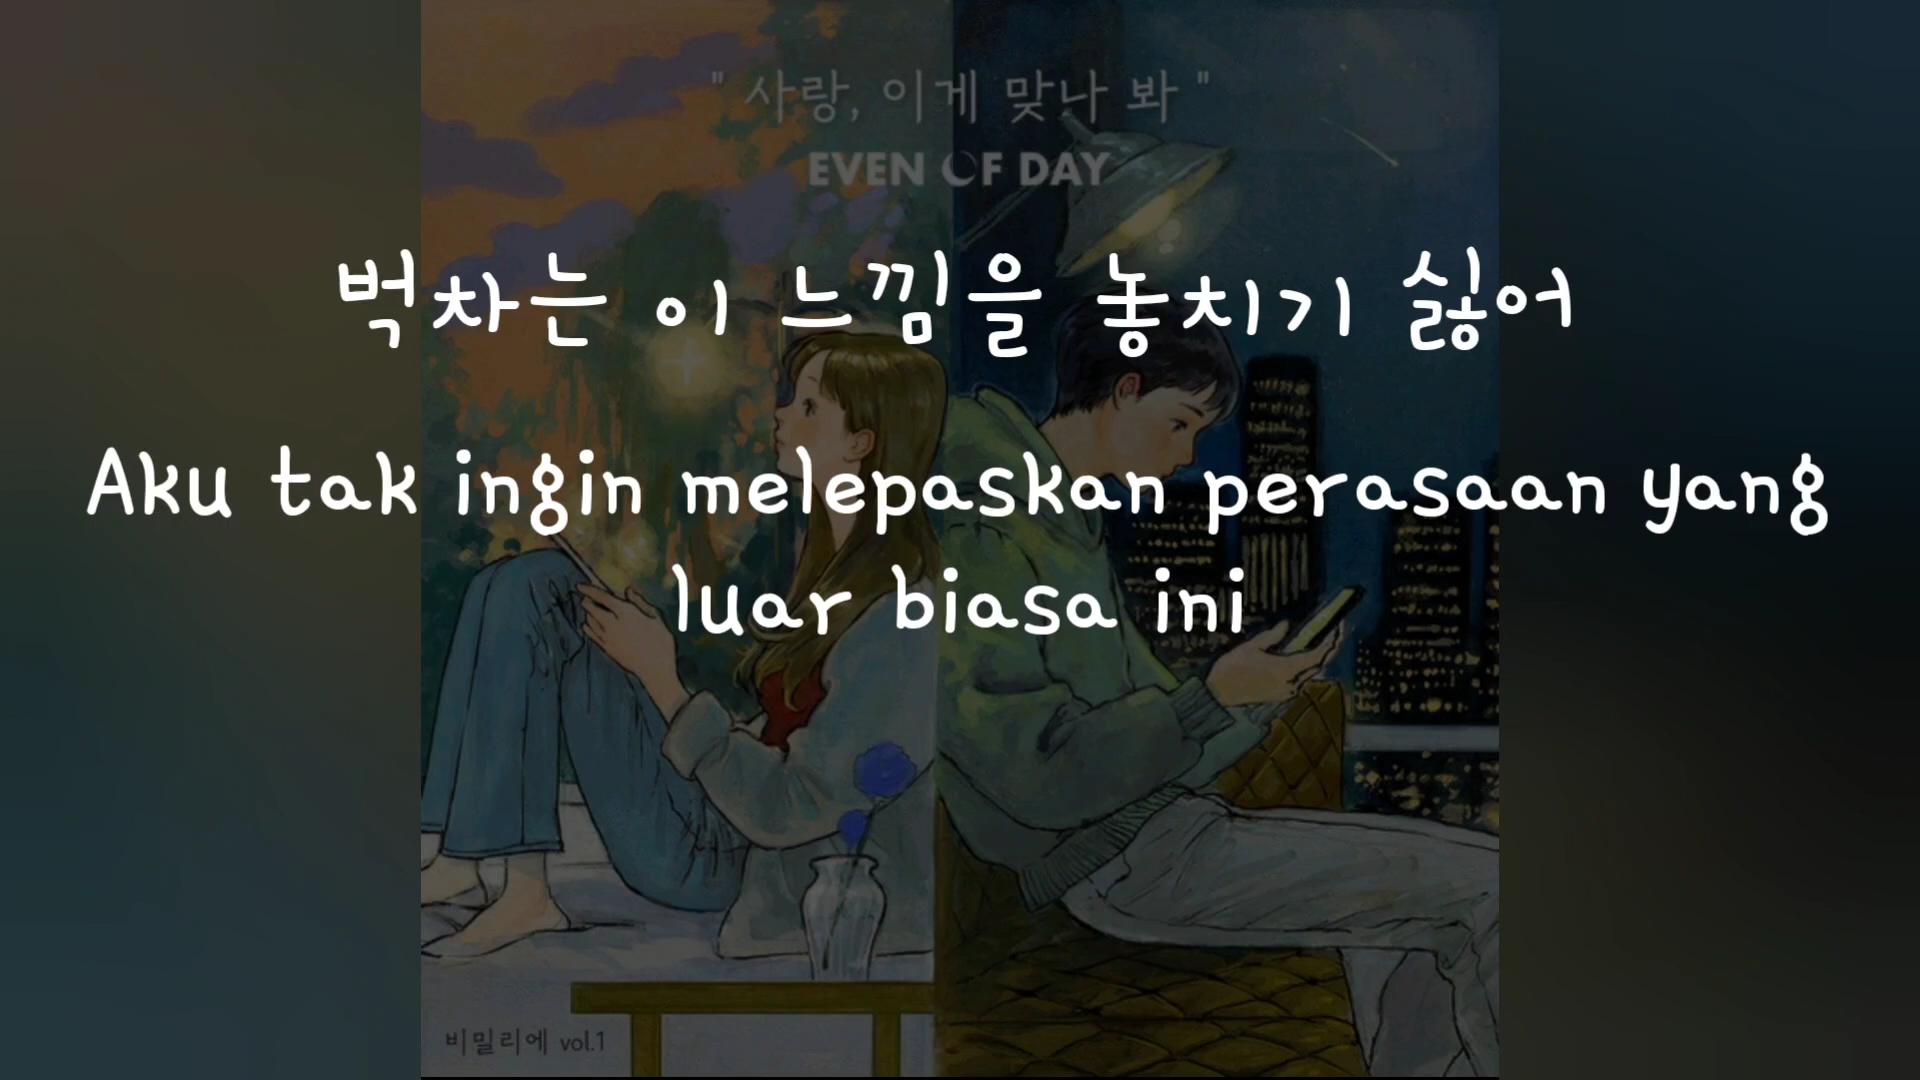 " 사랑, 이게 맞나 봐 "
EVEN OF DAY
벅차는 이 느낌을 놓치기 싫어
Aku tak ingin melepaskan perasaan yang
luar biasa ini
비밀리에 vol.1